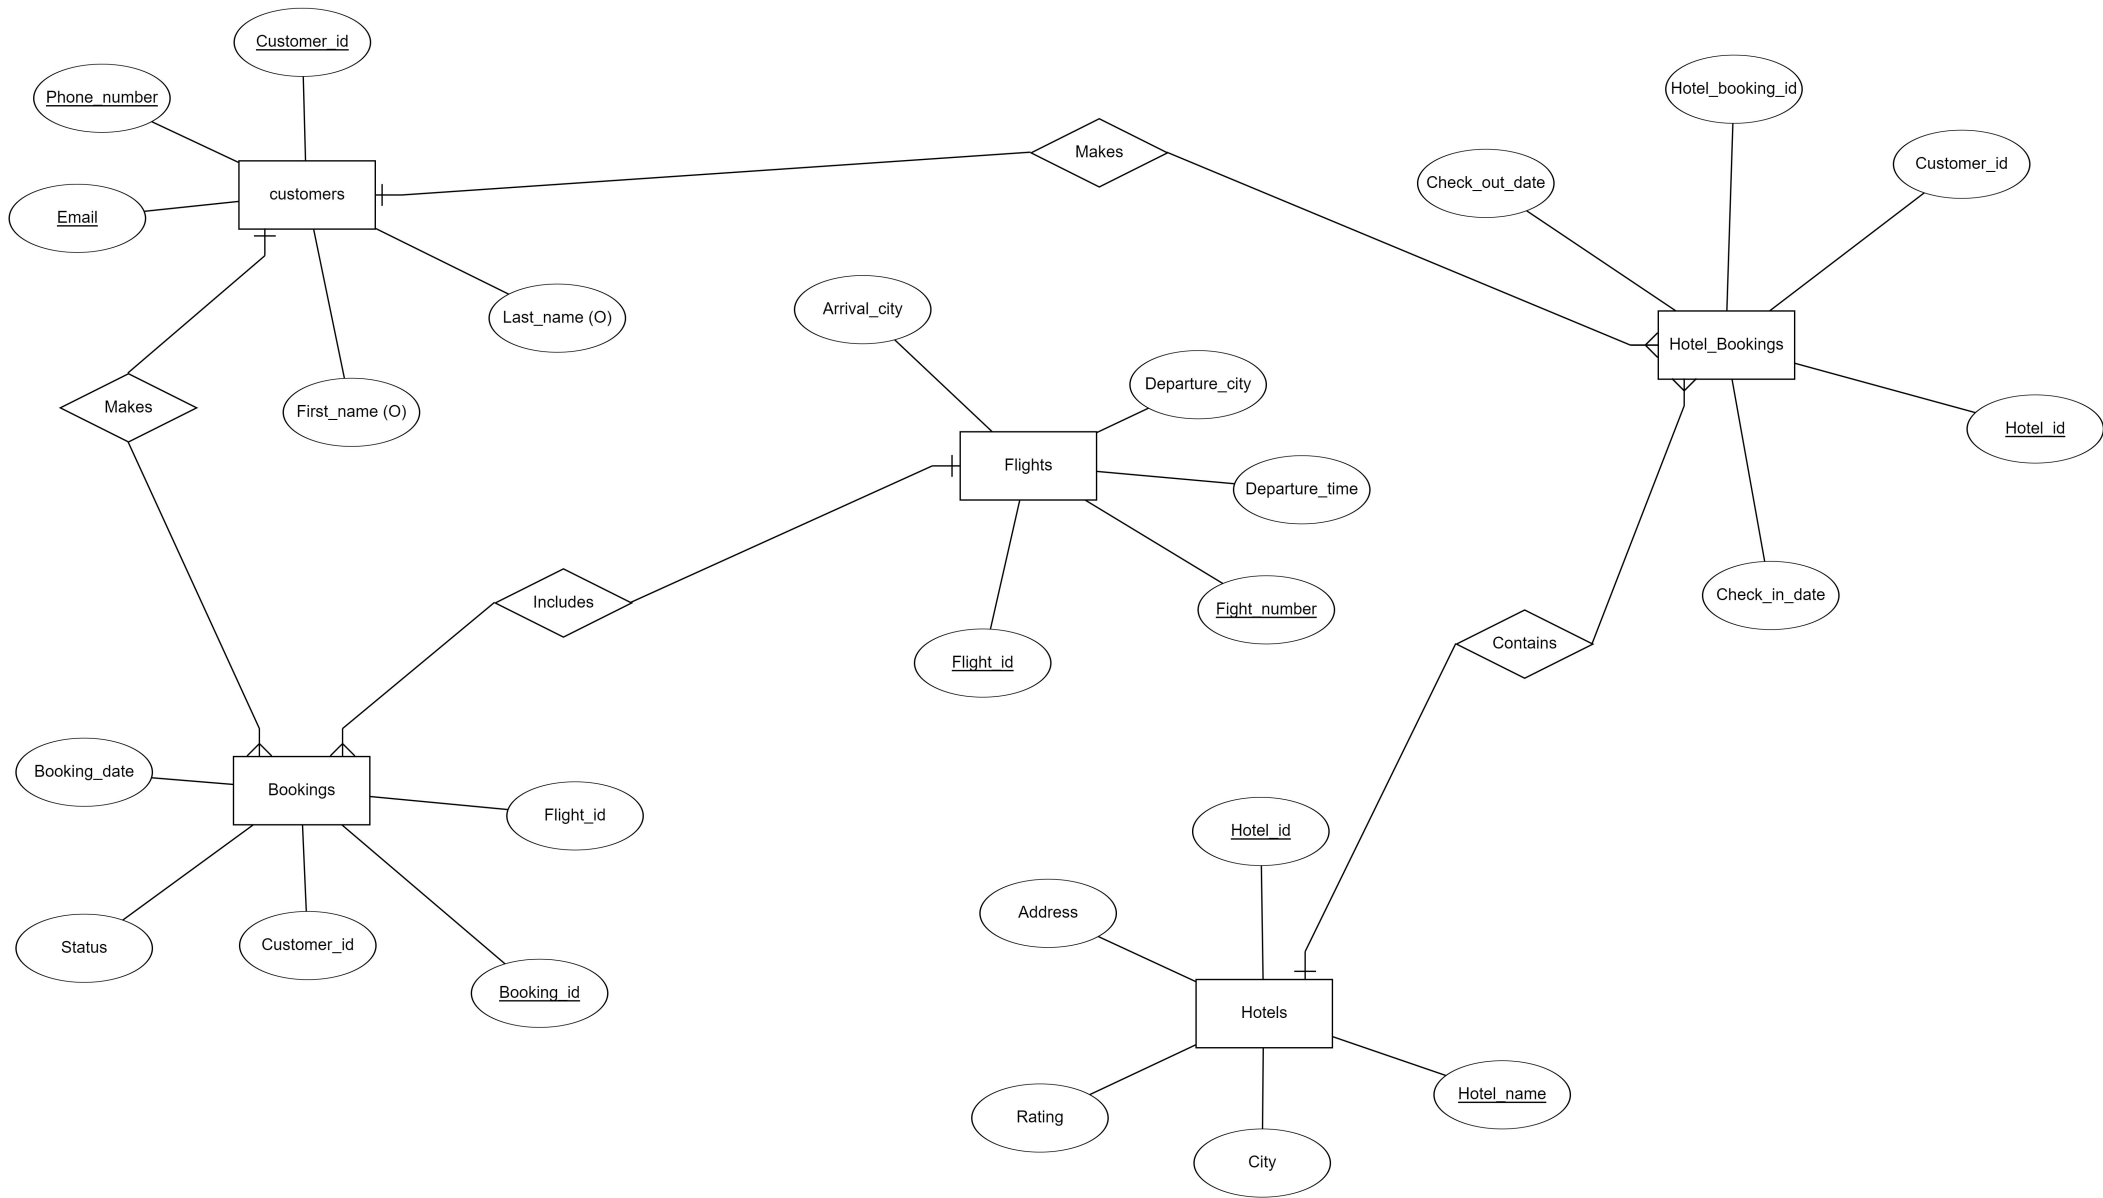 Customer_id
Phone_number
customers
Email
Last_name (O)
First_name (O)
Makes
Makes
Hotel_booking_id
Customer_id
Check_out_date
Hotel_Bookings
Hotel_id
Check_in_date
Arrival_city
Departure_city
Flights
Departure_time
Fight_number
Flight_id
Includes
Contains
Booking_date
Bookings
Flight_id
Status
Customer_id
Booking_id
Hotel_id
Address
Hotels
Hotel_name
Rating
City